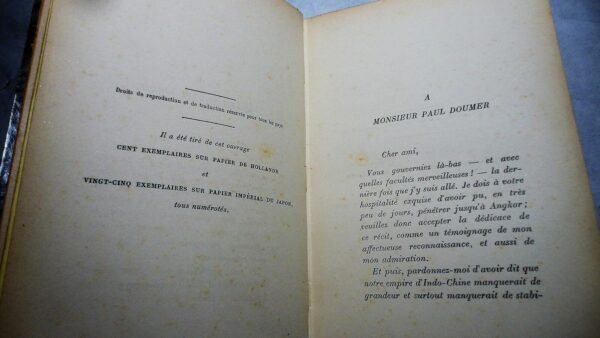 Droits de reproduction et de traduction réservés pour tous les pays
Il a été tiré de cet ouvrage
CENT EXEMPLAIRES SUR PAPIER DE HOLLANDE
et
VINGT-CINQ EXEMPLAIRES SUR PAPIER IMPÉRIAL DU JAPON,
tous numérotés.
A
MONSIEUR PAUL DOUMER
Cher ami,
Vous gouverniez là-bas — et avec
quelles facultés merveilleuses! — la der-
nière fois que j'y suis allé. Je dois à votre
hospitalité exquise d'avoir pu, en très
peu de jours, pénétrer jusqu'à Angkor;
veuillez donc accepter la dédicace de
ce récit, comme un témoignage de mon
affectueuse reconnaissance, et aussi de
mon admiration.
Et puis, pardonnez-moi d'avoir dit que
notre empire d'Indo-Chine manquerait de
grandeur et surtout manquerait de stabi-